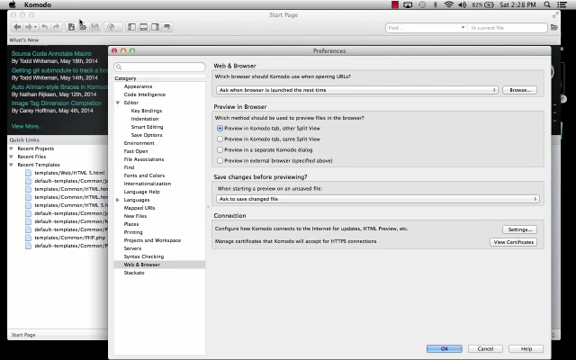 Komodo
82%
Sat 2:28 PM
Start Page
Find ...
in current file
What's New
Source Code Annotate Macro
By Todd Whiteman, May 18th, 2014
Getting git submodule to track a br
By Todd Whiteman, May 14th, 2014
Auto Allman-style Braces in Komod
By Nathan Rijksen, May 12th, 2014
Image Tag Dimension Completion
By Carey Hoffman, May 4th, 2014
View More..
Quick Links
Recent Projects
Recent Files
Recent Templates
templates/Web/HTML 5.html
default-templates/Common/
templates/Common/HTML.htm
templates/Common/HTML 5.h
default-templates/Common/P
default-templates/Common/
templates/Common/PHP.php
default-templates/Common/P
Start Page
Preferences
Category
Appearance
Code Intelligence
Editor
Key Bindings
Indentation
Smart Editing
Save Options
Environment
Fast Open
File Associations
Find
Fonts and Colors
Internationalization
Language Help
Languages
Mapped URIs
New Files
Places
Printing
Projects and Workspace
Servers
Syntax Checking
Web & Browser
Stackato
Web & Browser
Which browser should Komodo use when opening URLs?
Ask when browser is launched the next time
Browse...
Preview in Browser
Which method should be used to preview files in the browser?
Preview in Komodo tab, other Split View
Preview in Komodo tab, same Split View
Preview in a separate Komodo dialog
Preview in external browser (specified above)
Save changes before previewing?
When starting a preview on an unsaved file:
Ask to save changed file
Connection
Configure how Komodo connects to the Internet for updates, HTML Preview, etc.
Settings...
Manage certificates that Komodo will accept for HTTPS connections
View Certificates
OK
Cancel
Help